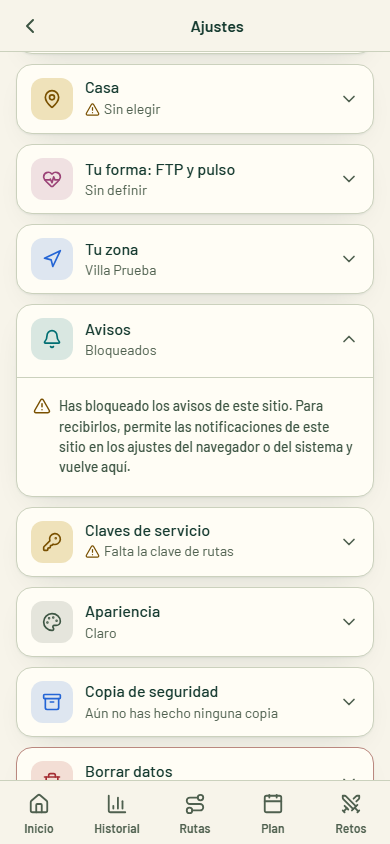 Ajustes
Casa
Sin elegir
Tu forma: FTP y pulso
Sin definir
Tu zona
Villa Prueba
Avisos
Bloqueados
Has bloqueado los avisos de este sitio. Para
recibirlos, permite las notificaciones de este
sitio en los ajustes del navegador o del sistema y
vuelve aquí.
Claves de servicio
Falta la clave de rutas
Apariencia
Claro
Copia de seguridad
Aún no has hecho ninguna copia
Borrar datos
Inicio
Historial
Rutas
Plan
Retos